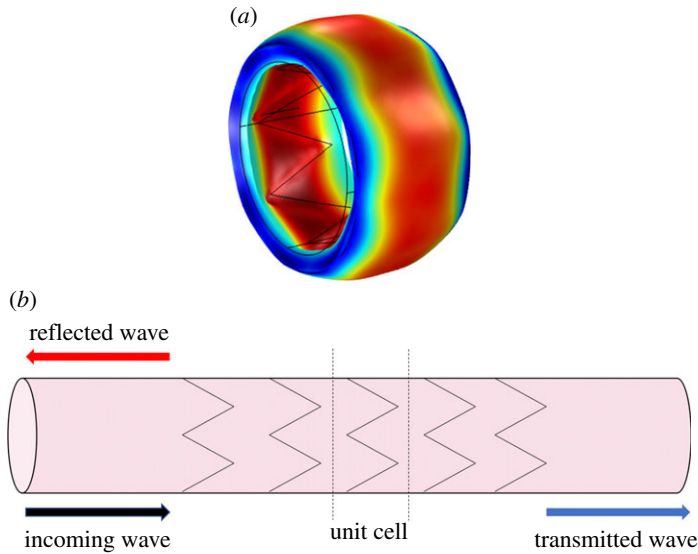 (a)
(b)
reflected wave
incoming wave
unit cell
transmitted wave